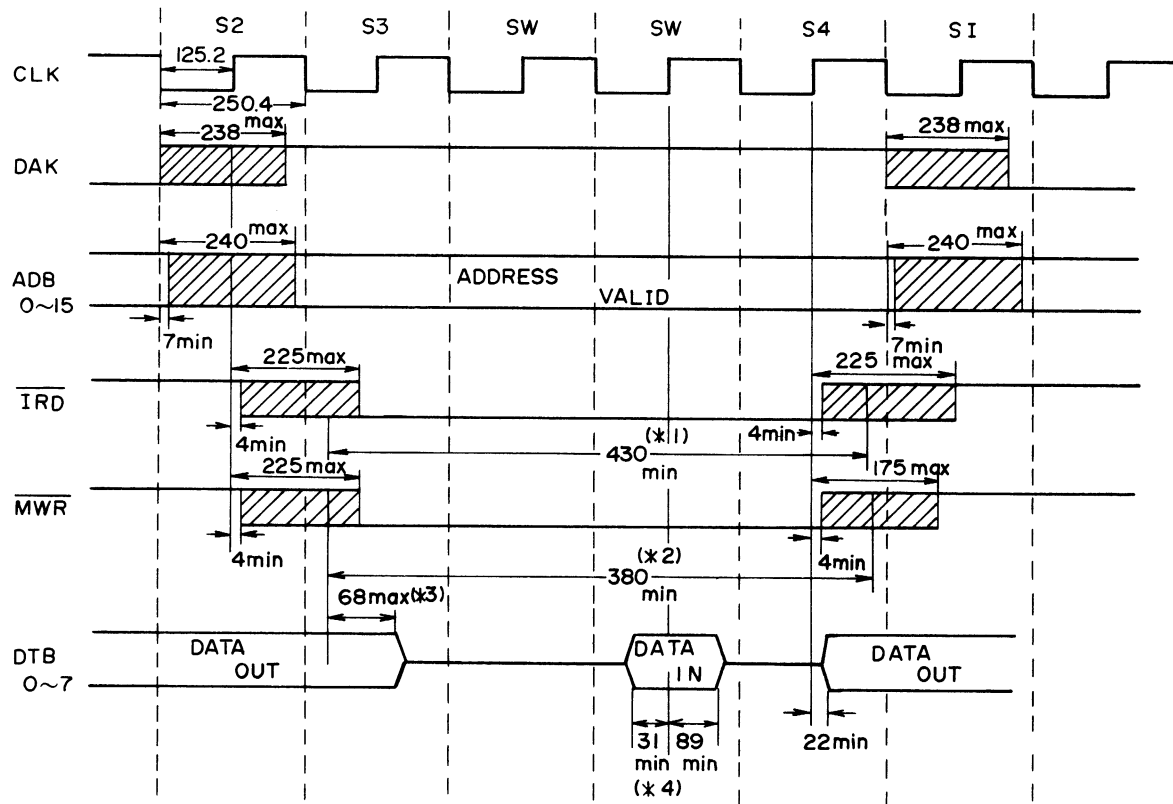 S2 S3 SW SW S4 SI
CLK
125.2
250.4
DAK
238 max
238 max
ADB
0~15
240 max
ADDRESS
VALID
240 max
7min
7min
IRD
225max
225 max
4min
4min
430 (*1)
min
MWR
225max
175 max
4min
4min
380 (*2)
min
68max(*3)
DTB
0~7
DATA
OUT
DATA
IN
DATA
OUT
31 89
min min
(*4)
22min